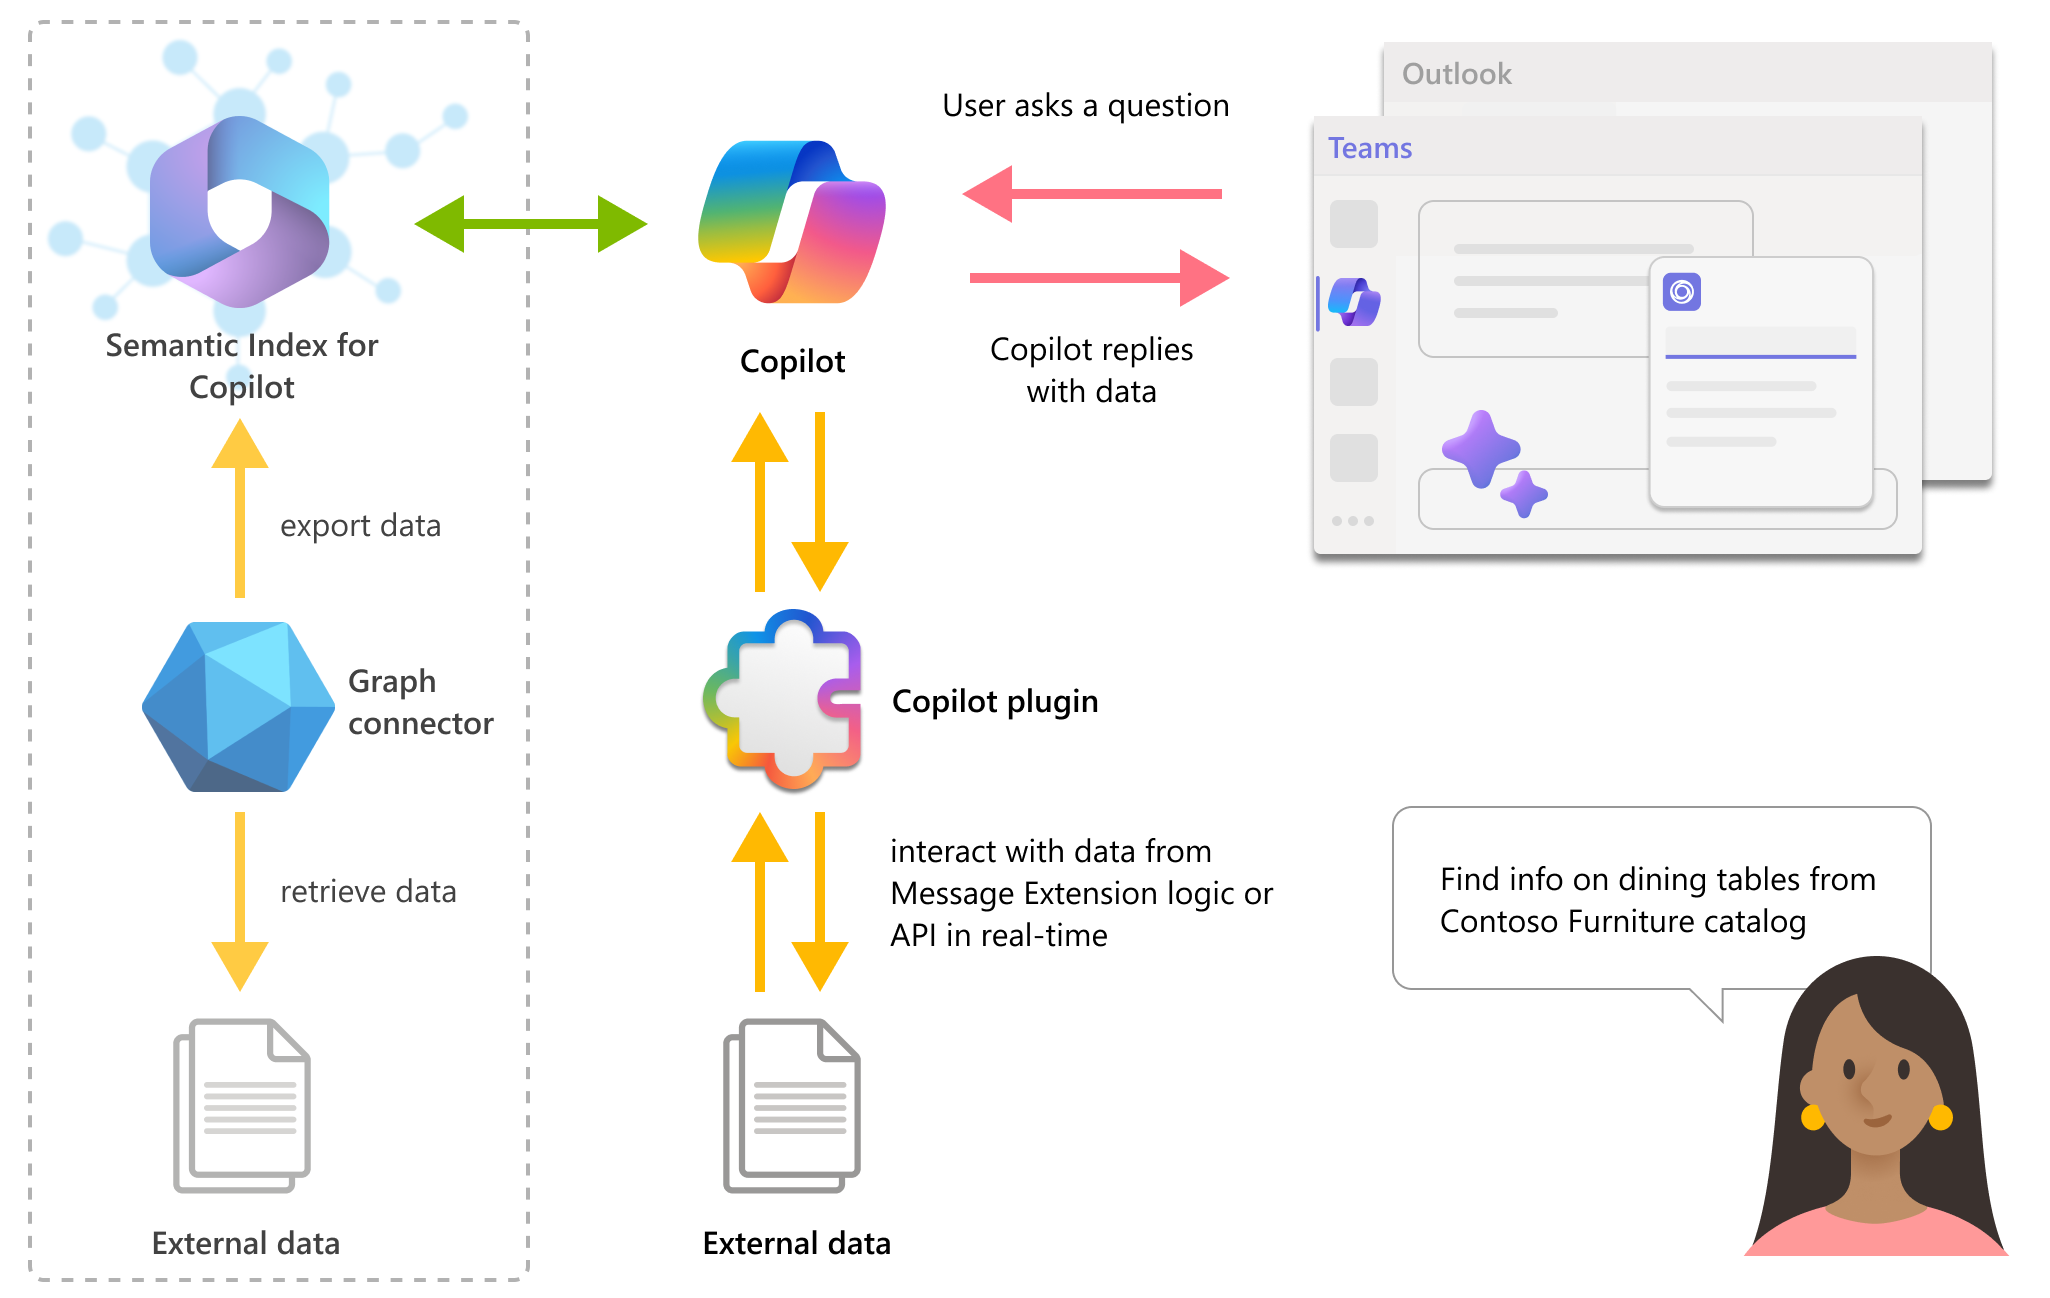 Outlook
User asks a question
Teams
Semantic Index for
Copilot
Copilot
Copilot replies
with data
export data
Graph
connector
Copilot plugin
retrieve data
interact with data from
Message Extension logic or
API in real-time
Find info on dining tables from
Contoso Furniture catalog
External data
External data